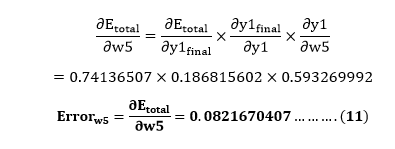 ∂E_total/∂w5 = ∂E_total/∂y1_final × ∂y1_final/∂y1 × ∂y1/∂w5
= 0.74136507 × 0.186815602 × 0.593269992
Error_w5 = ∂E_total/∂w5 = 0.0821670407 .......... (11)